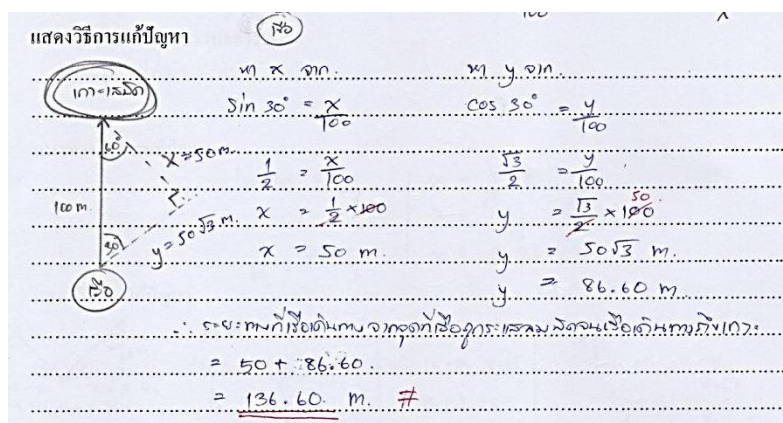 100 x
แสดงวิธีการแก้ปัญหา เรือ
หา x จาก. หา y จาก.
เกาะเสม็ด
sin 30° = x/100 cos 30° = y/100
60° x = 50 m.
1/2 = x/100 √3/2 = y/100
100 m. x = 1/2 × 100 y = √3/2 × 100 50
30° y = 50√3 m. x = 50 m. y = 50√3 m.
เรือ y = 86.60 m.
∴ ระยะทางที่เรือเดินทางจากจุดที่เรือถูกกระแสลมพัดจนเรือเดินทางถึงเกาะ
= 50 + 86.60.
= 136.60. m. #